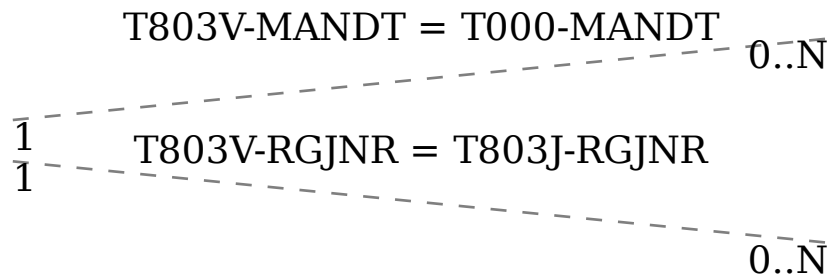 T803V-MANDT = T000-MANDT
0..N
1
T803V-RGJNR = T803J-RGJNR
1
0..N